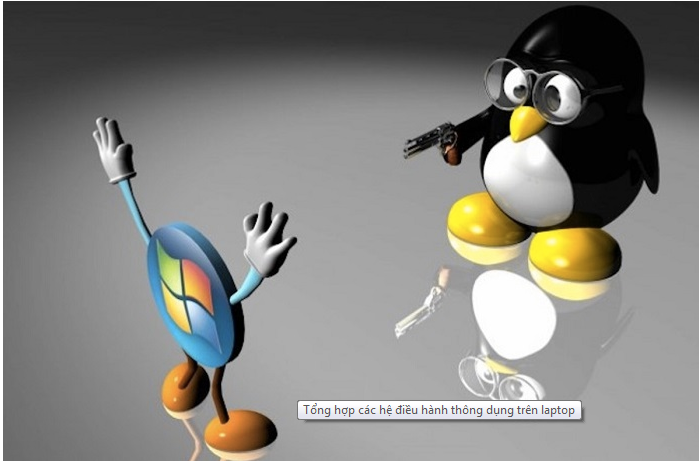 Tổng hợp các hệ điều hành thông dụng trên laptop